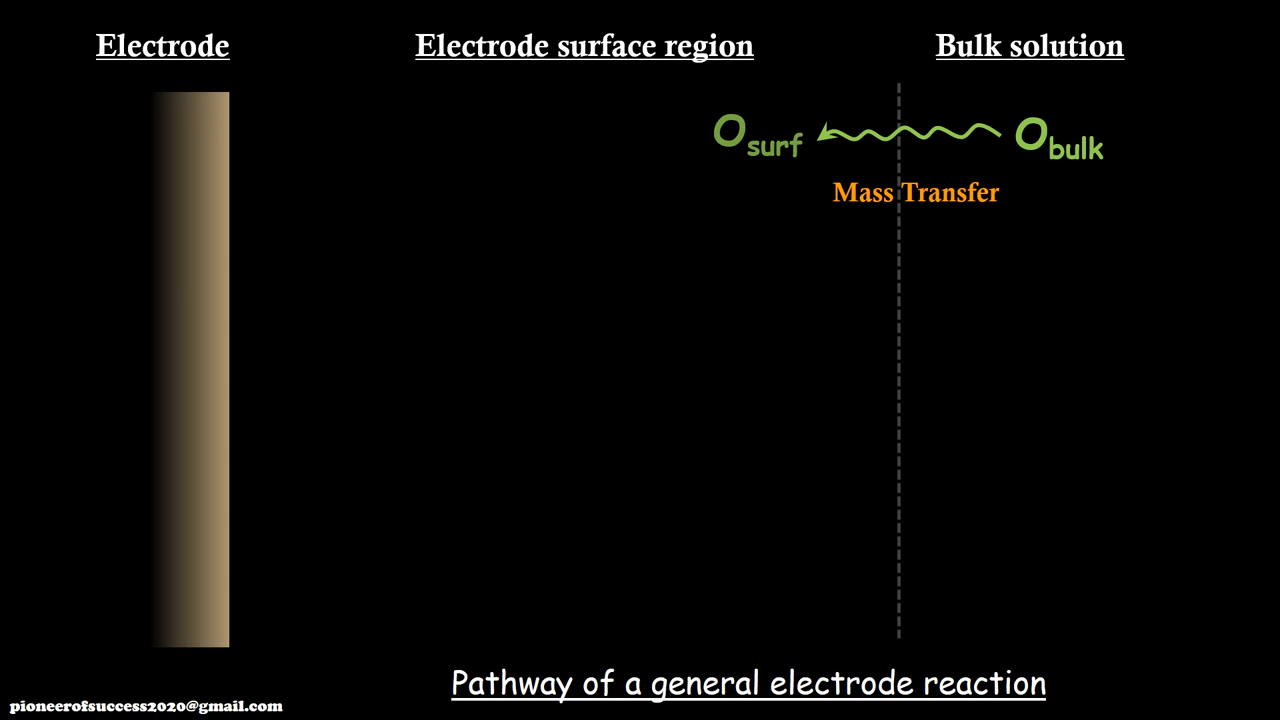 Electrode
Electrode surface region
Bulk solution
Osurf
Obulk
Mass Transfer
Pathway of a general electrode reaction
pioneerofsuccess2020@gmail.com